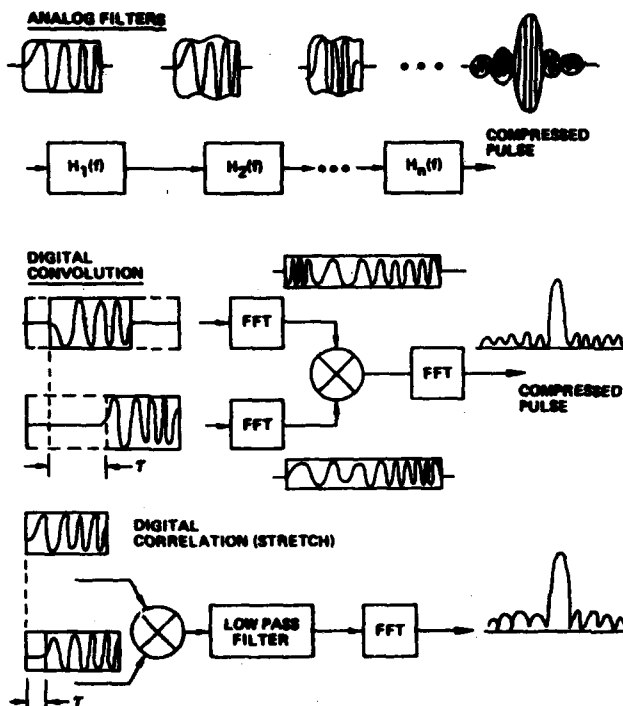 ANALOG FILTERS
COMPRESSED
PULSE
H1(f)
H2(f)
Hn(f)
DIGITAL
CONVOLUTION
FFT
FFT
FFT
COMPRESSED
PULSE
τ
DIGITAL
CORRELATION (STRETCH)
LOW PASS
FILTER
FFT
τ